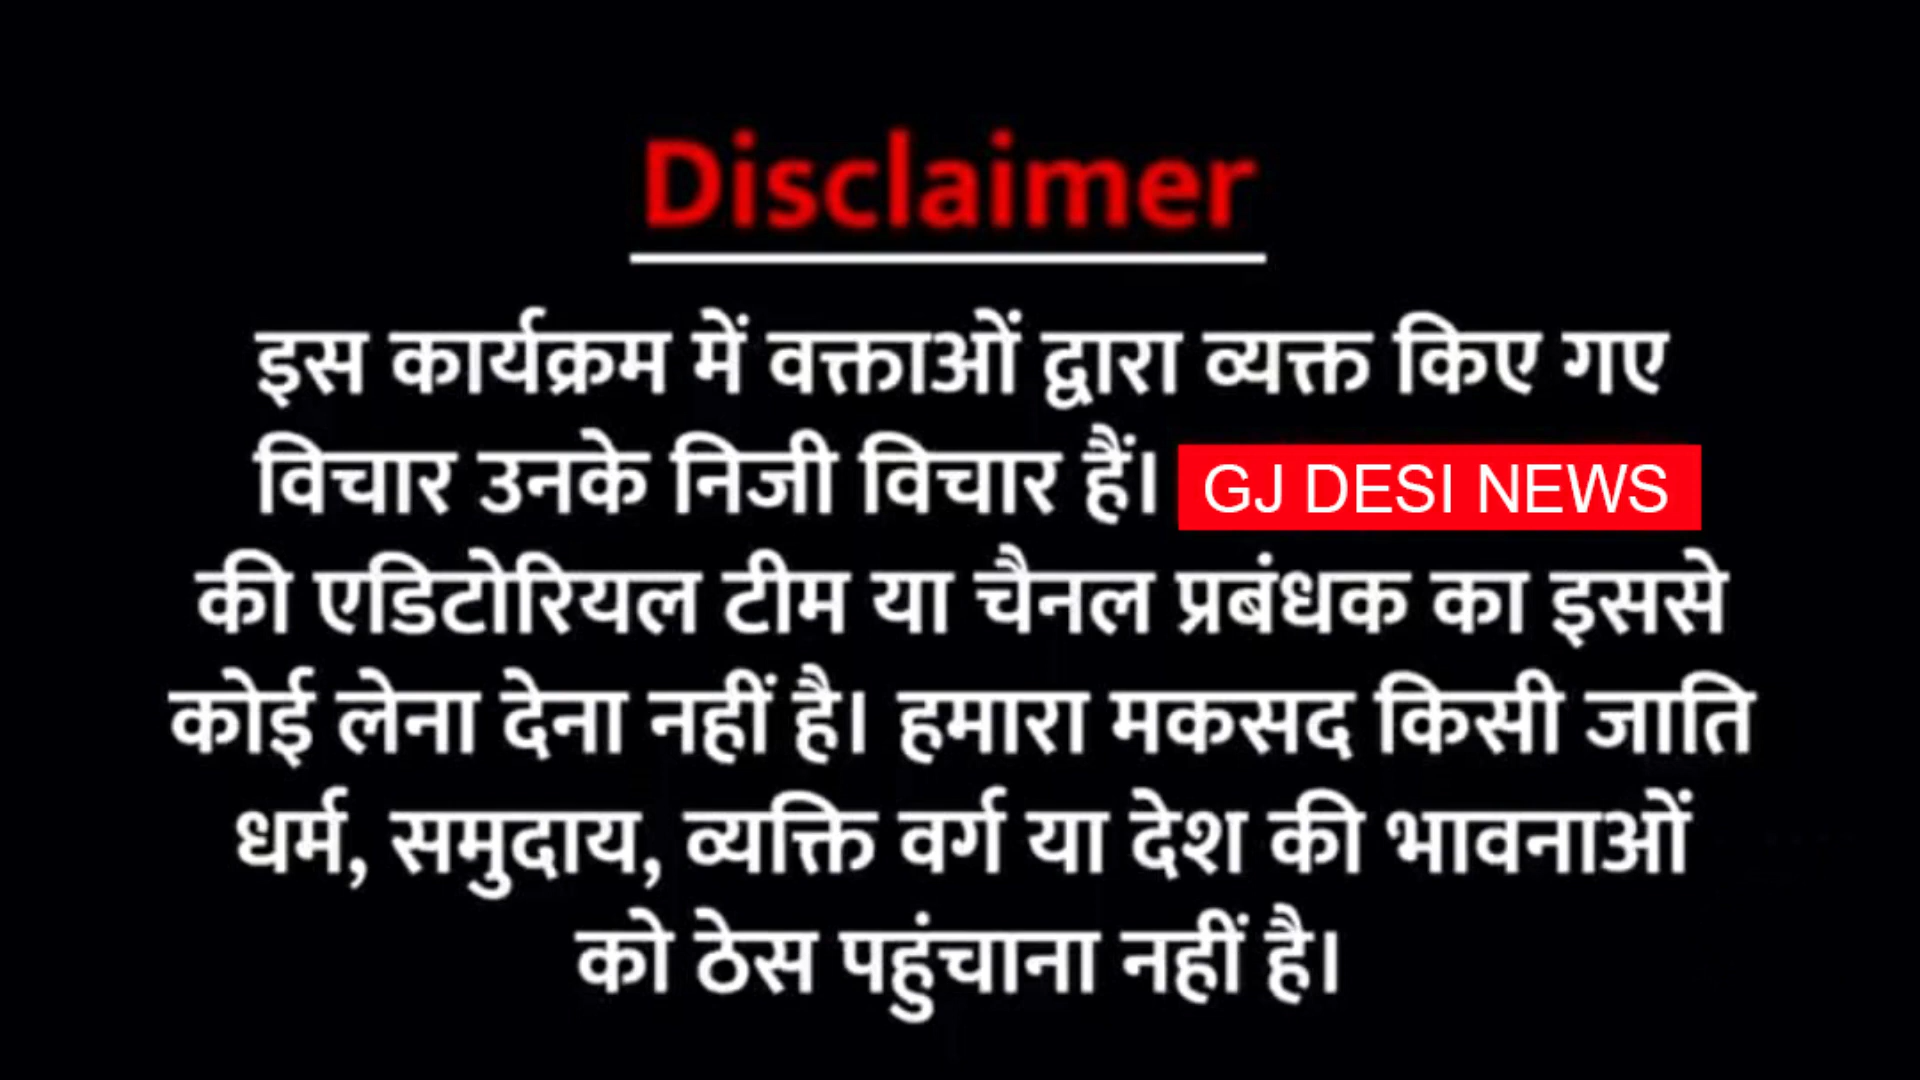 Disclaimer
इस कार्यक्रम में वक्ताओं द्वारा व्यक्त किए गए
विचार उनके निजी विचार हैं। GJ DESI NEWS
की एडिटोरियल टीम या चैनल प्रबंधक का इससे
कोई लेना देना नहीं है। हमारा मकसद किसी जाति
धर्म, समुदाय, व्यक्ति वर्ग या देश की भावनाओं
को ठेस पहुंचाना नहीं है।